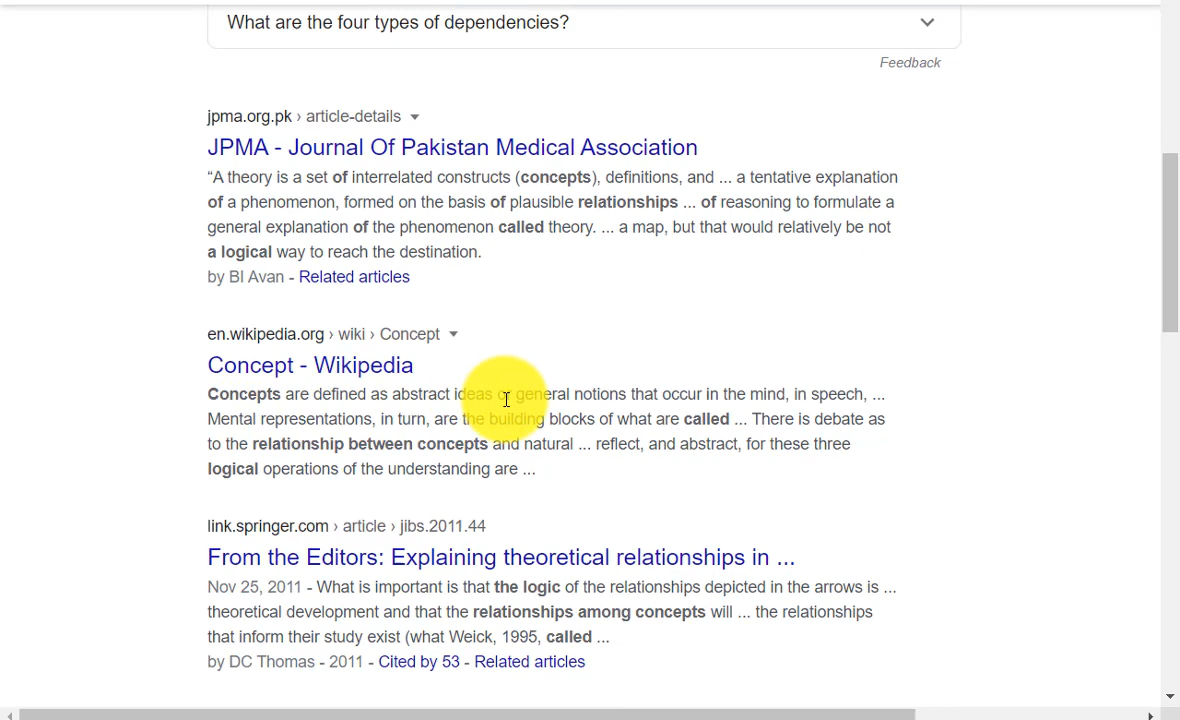 What are the four types of dependencies?
Feedback
jpma.org.pk › article-details
JPMA - Journal Of Pakistan Medical Association
“A theory is a set of interrelated constructs (concepts), definitions, and ... a tentative explanation
of a phenomenon, formed on the basis of plausible relationships ... of reasoning to formulate a
general explanation of the phenomenon called theory. ... a map, but that would relatively be not
a logical way to reach the destination.
by BI Avan - Related articles
en.wikipedia.org › wiki › Concept
Concept - Wikipedia
Concepts are defined as abstract ideas or general notions that occur in the mind, in speech, ...
Mental representations, in turn, are the building blocks of what are called ... There is debate as
to the relationship between concepts and natural ... reflect, and abstract, for these three
logical operations of the understanding are ...
link.springer.com › article › jibs.2011.44
From the Editors: Explaining theoretical relationships in ...
Nov 25, 2011 - What is important is that the logic of the relationships depicted in the arrows is ...
theoretical development and that the relationships among concepts will ... the relationships
that inform their study exist (what Weick, 1995, called ...
by DC Thomas - 2011 - Cited by 53 - Related articles